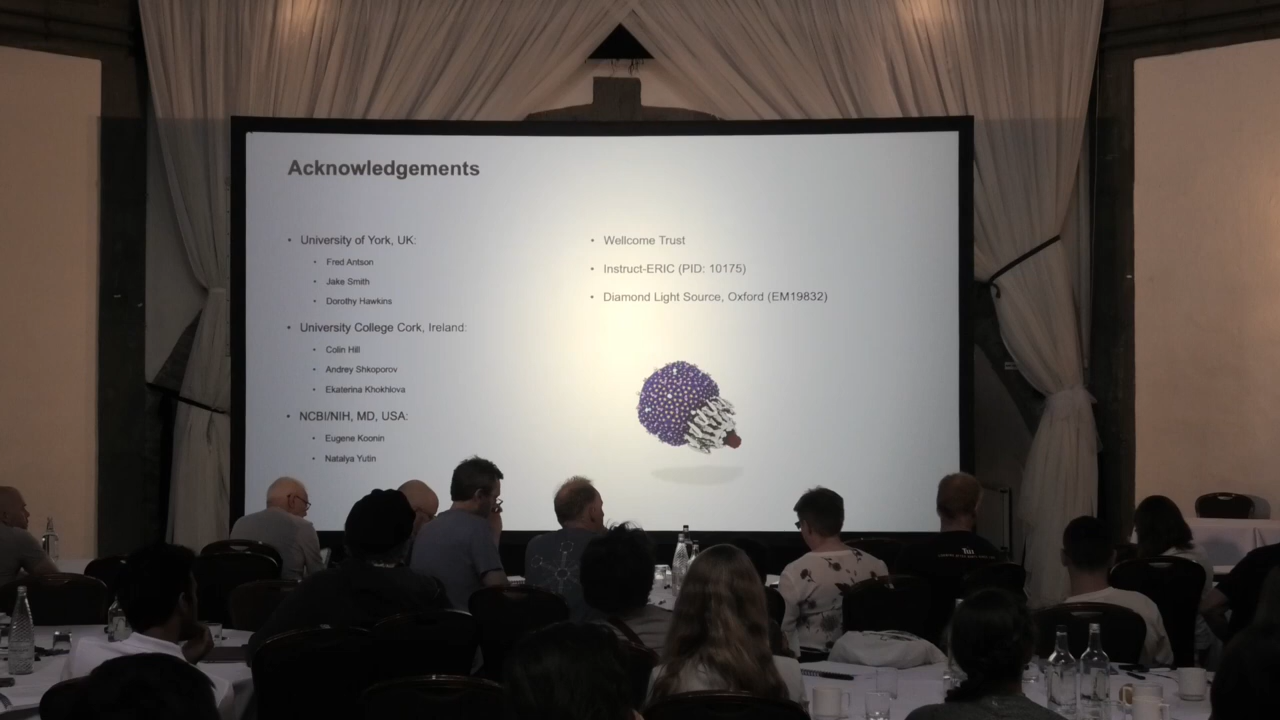 Acknowledgements
• University of York, UK:
• Fred Antson
• Jake Smith
• Dorothy Hawkins
• University College Cork, Ireland:
• Colin Hill
• Andrey Shkoporov
• Ekaterina Khokhlova
• NCBI/NIH, MD, USA:
• Eugene Koonin
• Natalya Yutin
• Wellcome Trust
• Instruct-ERIC (PID: 10175)
• Diamond Light Source, Oxford (EM19832)